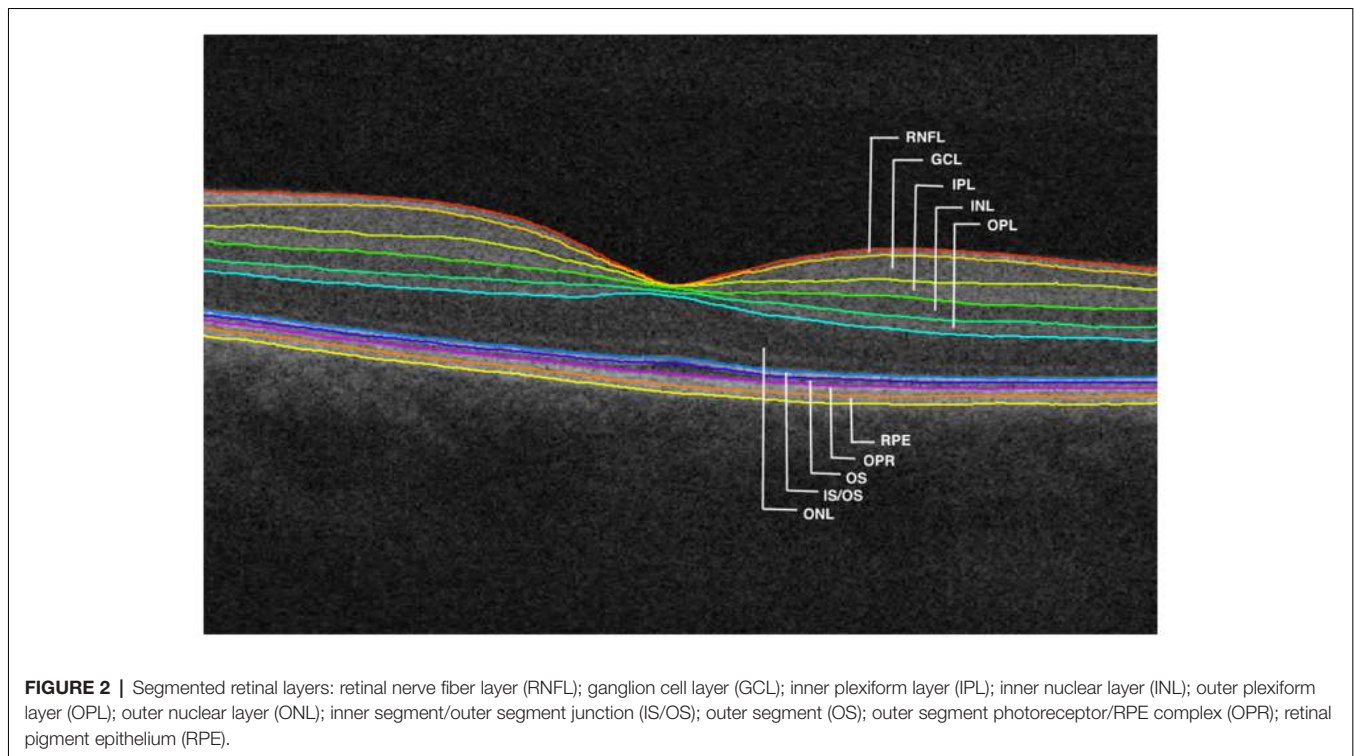 RNFL
GCL
IPL
INL
OPL
RPE
OPR
OS
IS/OS
ONL
FIGURE 2 | Segmented retinal layers: retinal nerve fiber layer (RNFL); ganglion cell layer (GCL); inner plexiform layer (IPL); inner nuclear layer (INL); outer plexiform
layer (OPL); outer nuclear layer (ONL); inner segment/outer segment junction (IS/OS); outer segment (OS); outer segment photoreceptor/RPE complex (OPR); retinal
pigment epithelium (RPE).